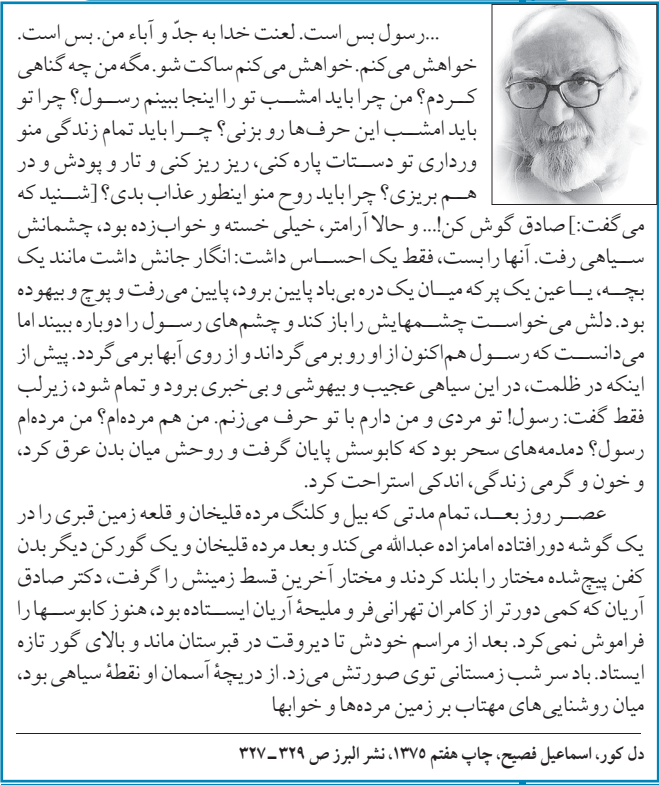 ...رسول بس است. لعنت خدا به جدّ و آباء من. بس است.
خواهش می‌کنم. خواهش می‌کنم ساکت شو. مگه من چه گناهی
کردم؟ من چرا باید امشب تو را اینجا ببینم رسول؟ چرا تو
باید امشب این حرف‌ها رو بزنی؟ چرا باید تمام زندگی منو
ورداری تو دستات پاره کنی، ریز ریز کنی و تار و پودش و در
هم بریزی؟ چرا باید روح منو اینطور عذاب بدی؟ [شنید که
می‌گفت:] صادق گوش کن!... و حالا آرامتر، خیلی خسته و خواب‌زده بود، چشمانش
سیاهی رفت. آنها را بست، فقط یک احساس داشت: انگار جانش داشت مانند یک
بچه، یا عین یک پر که میان یک دره بی‌باد پایین برود، پایین می‌رفت و پوچ و بیهوده
بود. دلش می‌خواست چشمهایش را باز کند و چشم‌های رسول را دوباره ببیند اما
می‌دانست که رسول هم‌اکنون از او رو برمی‌گرداند و از روی آبها برمی‌گردد. پیش از
اینکه در ظلمت، در این سیاهی عجیب و بیهوشی و بی‌خبری برود و تمام شود، زیرلب
فقط گفت: رسول! تو مردی و من دارم با تو حرف می‌زنم. من هم مرده‌ام؟ من مرده‌ام
رسول؟ دمدمه‌های سحر بود که کابوسش پایان گرفت و روحش میان بدن عرق کرد،
و خون و گرمی زندگی، اندکی استراحت کرد.
عصر روز بعد، تمام مدتی که بیل و کلنگ مرده قلیخان و قلعه زمین قبری را در
یک گوشه دورافتاده امامزاده عبدالله می‌کند و بعد مرده قلیخان و یک گورکن دیگر بدن
کفن پیچ‌شده مختار را بلند کردند و مختار آخرین قسط زمینش را گرفت، دکتر صادق
آریان که کمی دورتر از کامران تهرانی‌فر و ملیحهٔ آریان ایستاده بود، هنوز کابوسها را
فراموش نمی‌کرد. بعد از مراسم خودش تا دیروقت در قبرستان ماند و بالای گور تازه
ایستاد. باد سر شب زمستانی توی صورتش می‌زد. از دریچهٔ آسمان او نقطهٔ سیاهی بود،
میان روشنایی‌های مهتاب بر زمین مرده‌ها و خوابها
دل کور، اسماعیل فصیح، چاپ هفتم ۱۳۷۵، نشر البرز ص ۳۲۹ ـ ۳۲۷